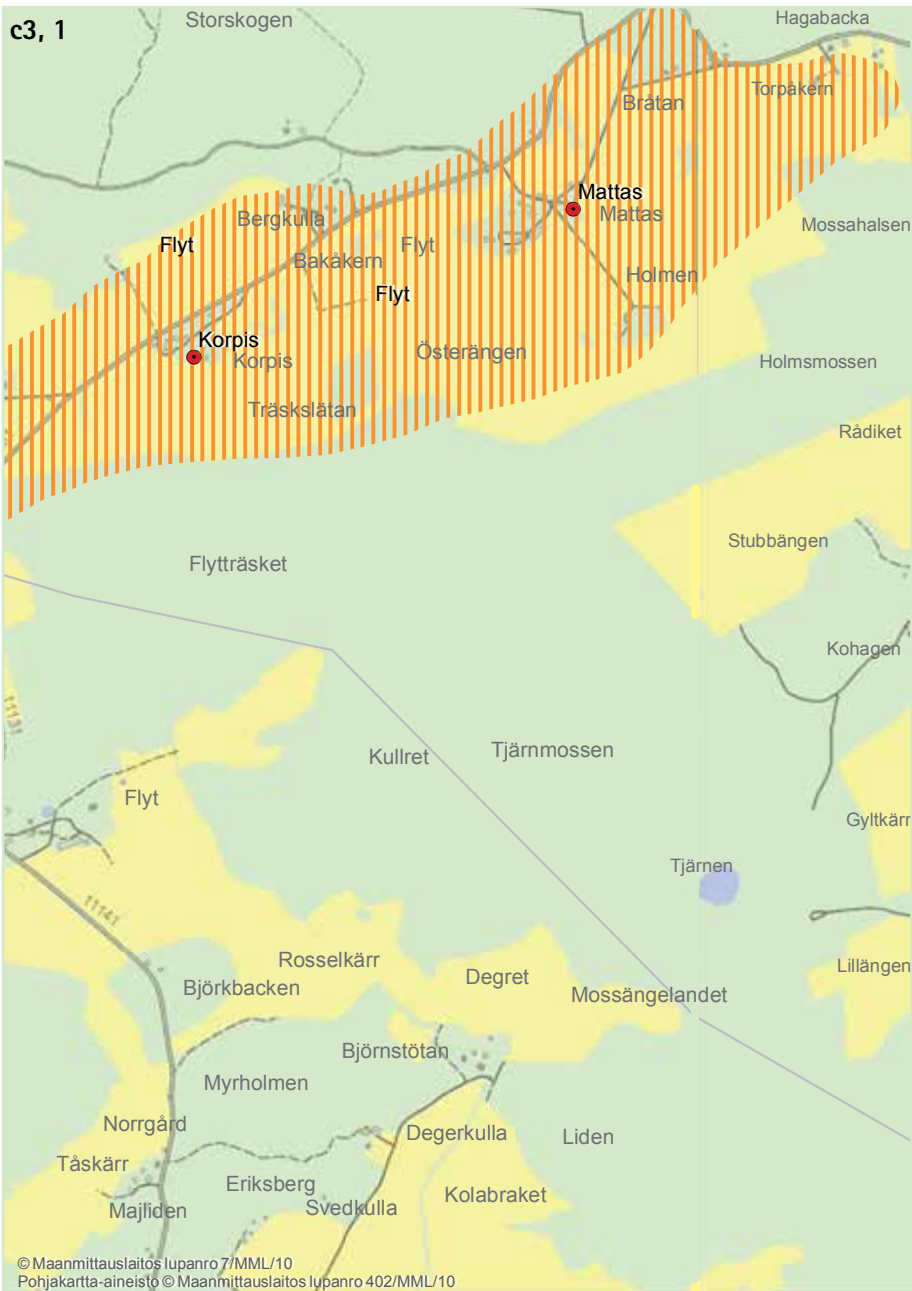 c3, 1
Storskogen
Hagabacka
Torpåkern
Bråtan
Mattas
Mattas
Mossahalsen
Bergkulla
Flyt
Flyt
Bakåkern
Holmen
Flyt
Korpis
Korpis
Österängen
Holmsmossen
Träskslätan
Rådiket
Stubbängen
Flytträsket
Kohagen
11131
Kullret
Tjärnmossen
Flyt
Gyltkärr
Tjärnen
11141
Rosselkärr
Björkbacken
Degret
Mossängelandet
Lillängen
Björnstötan
Myrholmen
Norrgård
Degerkulla
Liden
Tåskärr
Eriksberg
Kolabraket
Majliden
Svedkulla
© Maanmittauslaitos lupanro 7/MML/10
Pohjakartta-aineisto © Maanmittauslaitos lupanro 402/MML/10